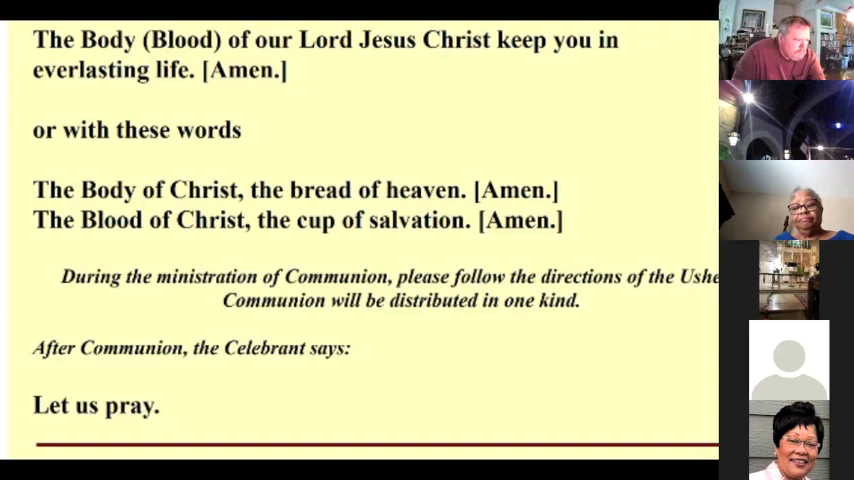 The Body (Blood) of our Lord Jesus Christ keep you in
everlasting life. [Amen.]
or with these words
The Body of Christ, the bread of heaven. [Amen.]
The Blood of Christ, the cup of salvation. [Amen.]
During the ministration of Communion, please follow the directions of the Ushe
Communion will be distributed in one kind.
After Communion, the Celebrant says:
Let us pray.